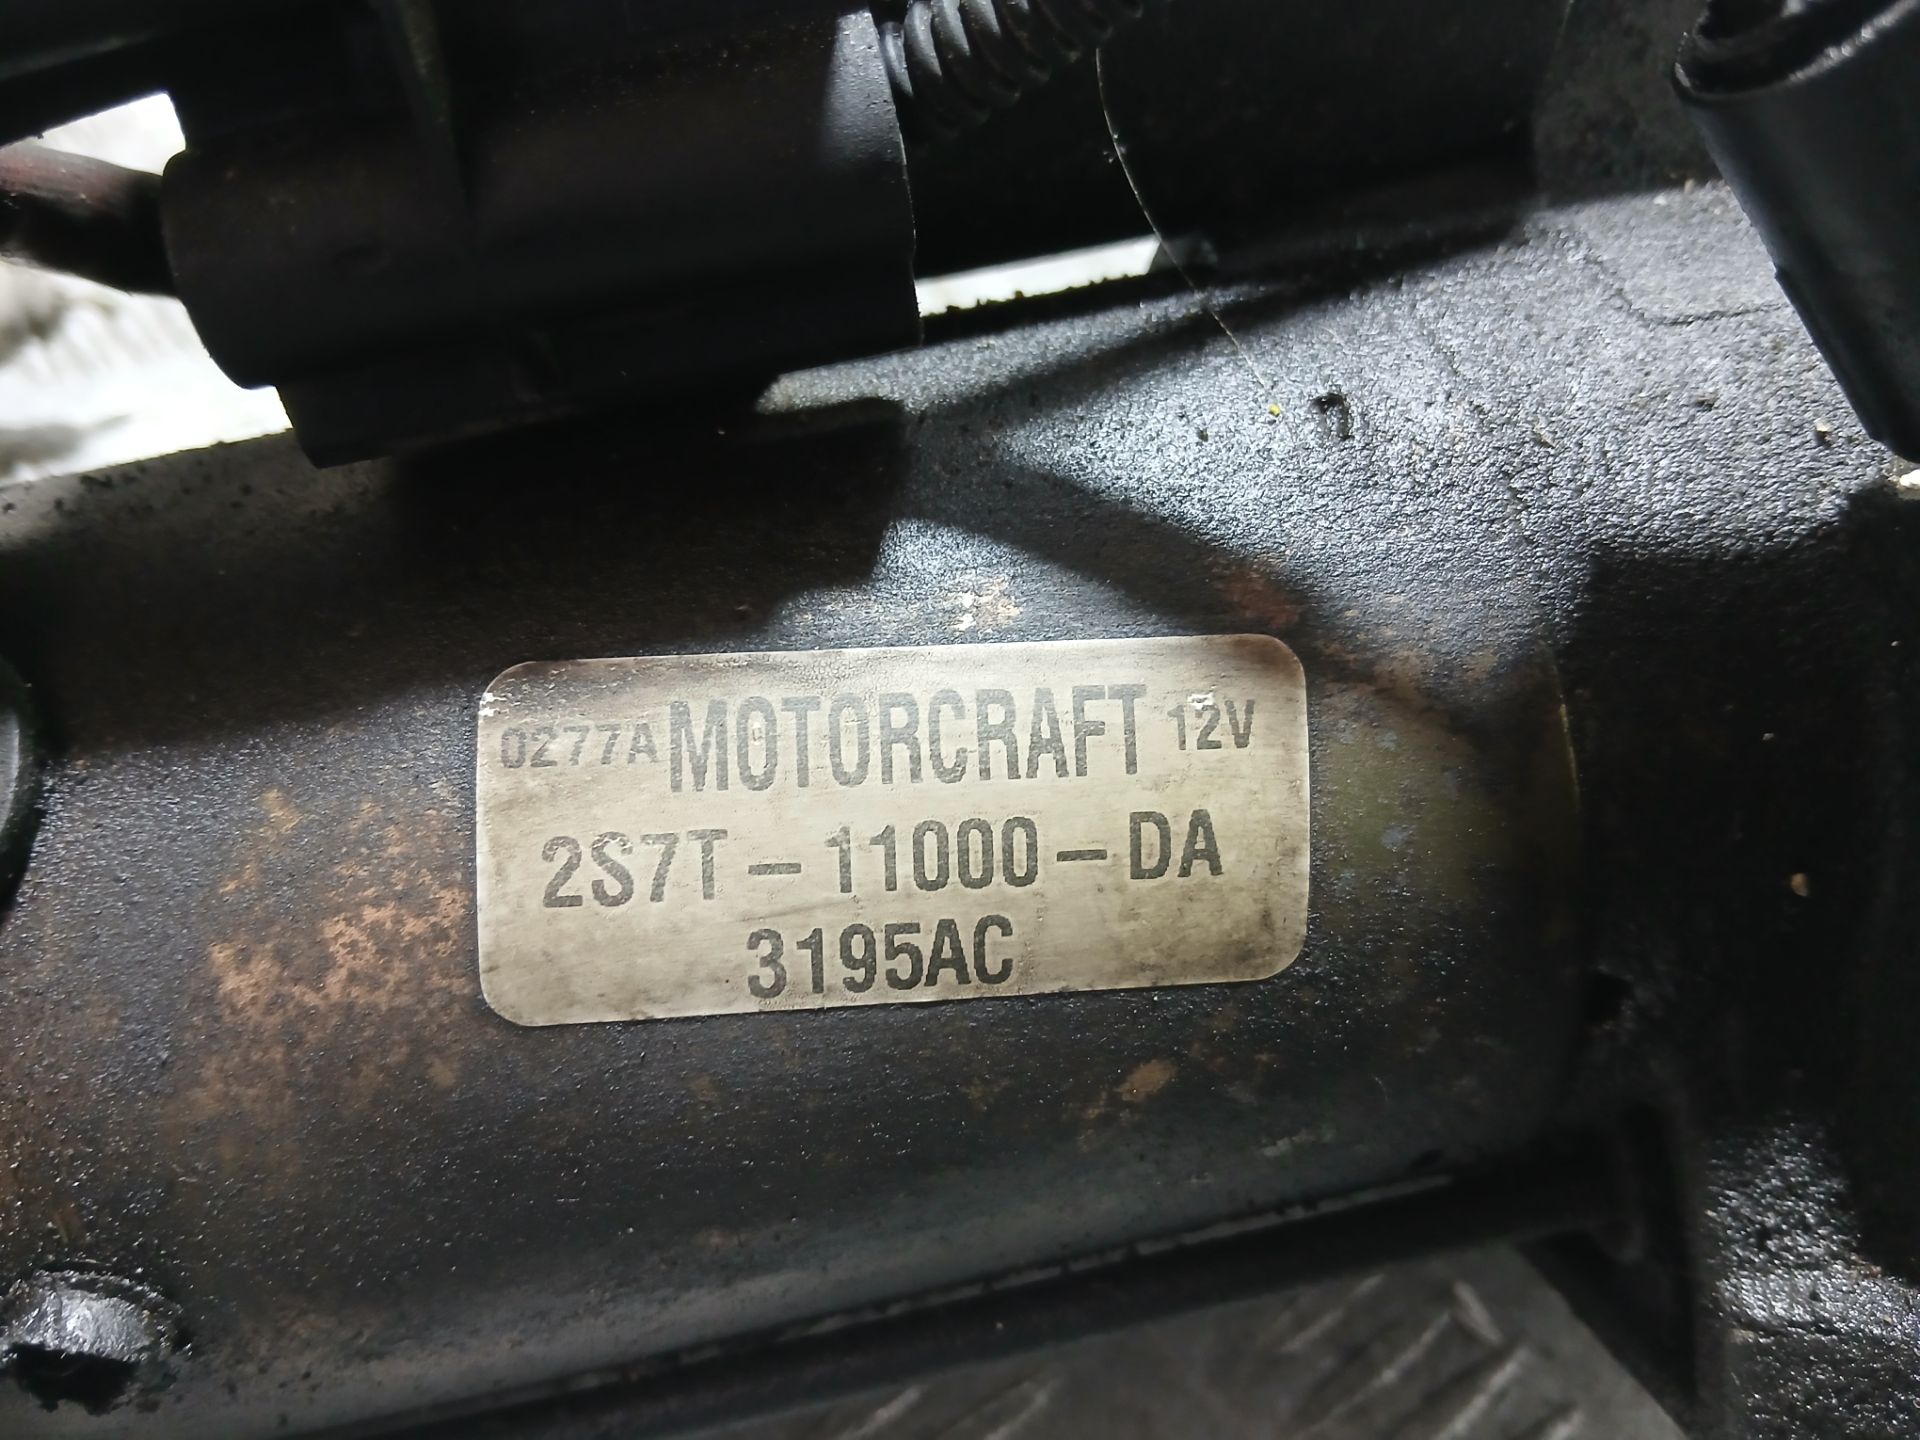 0277A MOTORCRAFT 12V
2S7T-11000-DA
3195AC